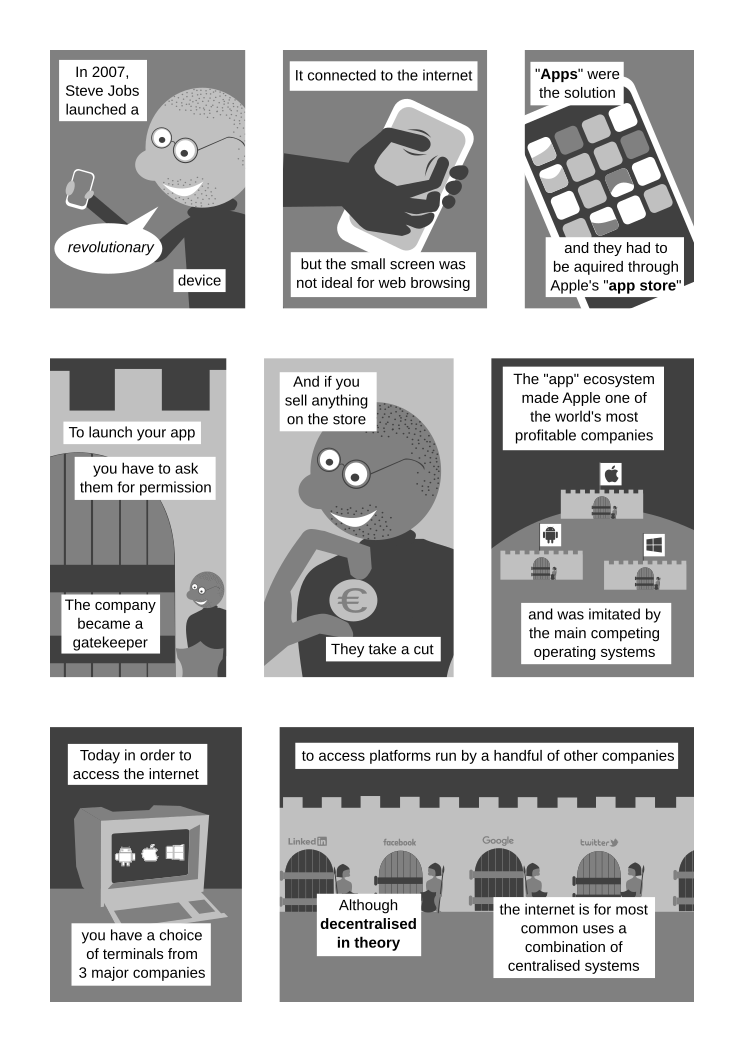 In 2007,
Steve Jobs
launched a
revolutionary
device
It connected to the internet
but the small screen was
not ideal for web browsing
"Apps" were
the solution
and they had to
be aquired through
Apple's "app store"
To launch your app
you have to ask
them for permission
The company
became a
gatekeeper
And if you
sell anything
on the store
€
They take a cut
The "app" ecosystem
made Apple one of
the world's most
profitable companies
and was imitated by
the main competing
operating systems
Today in order to
access the internet
you have a choice
of terminals from
3 major companies
to access platforms run by a handful of other companies
Linked in
facebook
Google
twitter
Although
decentralised
in theory
the internet is for most
common uses a
combination of
centralised systems